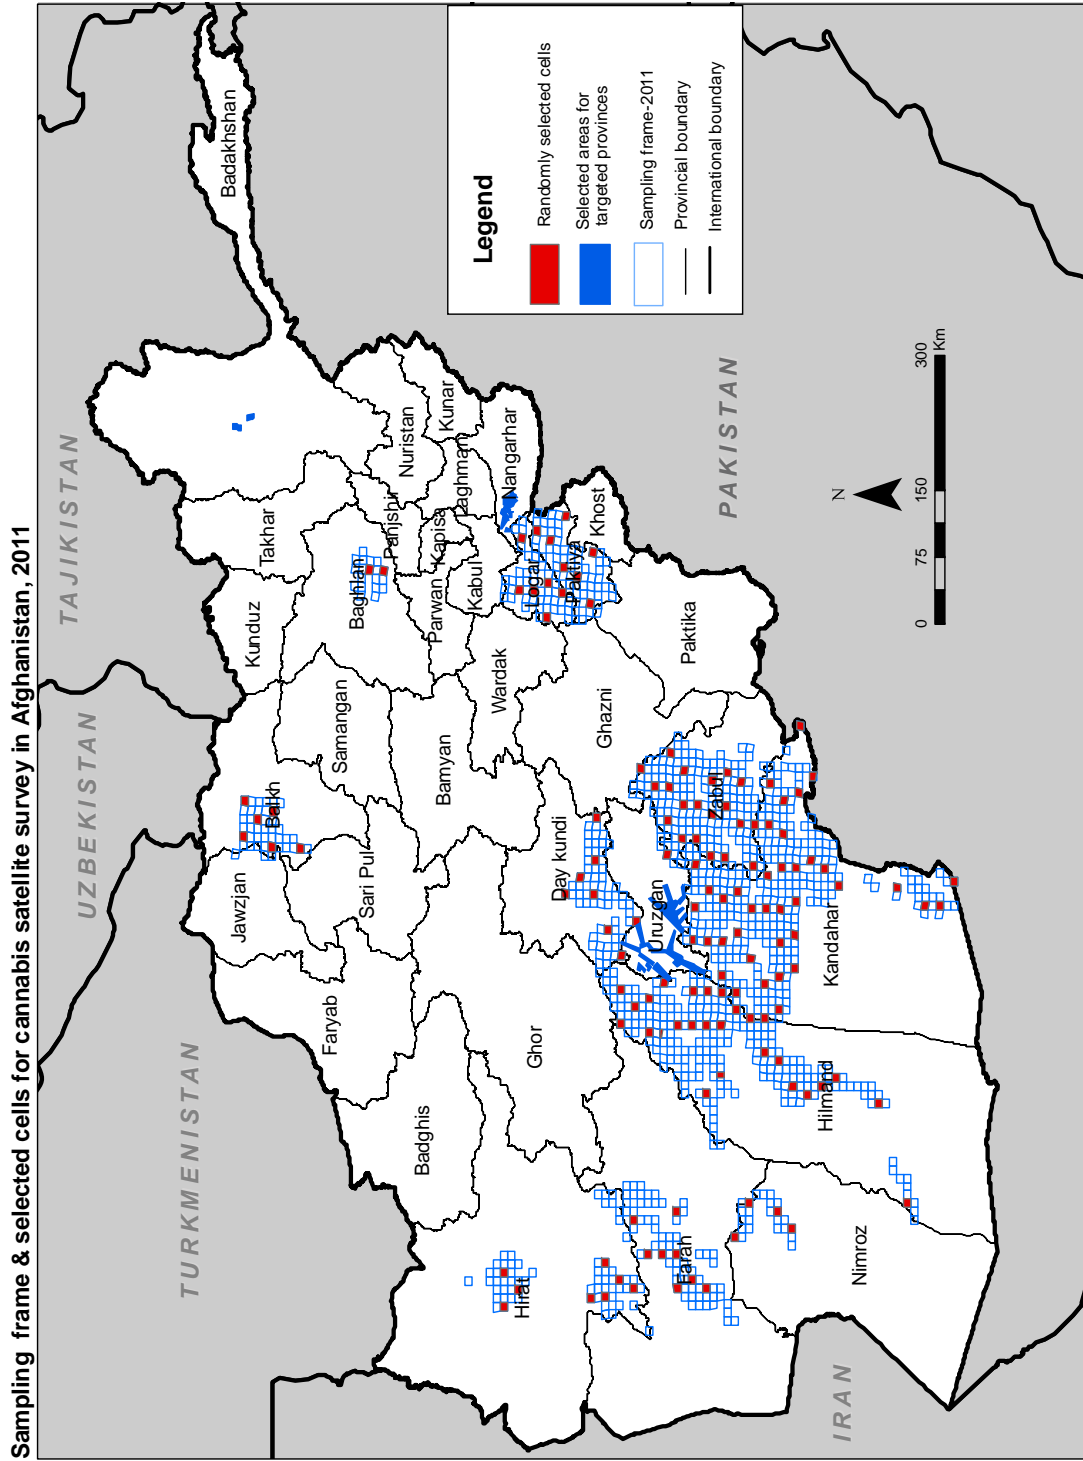 Sampling frame & selected cells for cannabis satellite survey in Afghanistan, 2011
UZBEKISTAN
TAJIKISTAN
TURKMENISTAN
Badakhshan
Kunduz
Takhar
Jawzjan
Balkh
Faryab
Samangan
Baghlan
Sari Pul
Panjshir
Nuristan
Badghis
Bamyan
Parwan
Kapisa
Kunar
Laghman
Kabul
Wardak
Nangarhar
Hirat
Ghor
Day kundi
Logar
Paktiya
Khost
Ghazni
Uruzgan
Zabul
Paktika
Farah
Kandahar
Hilmand
Nimroz
IRAN
PAKISTAN
Legend
Randomly selected cells
Selected areas for
targeted provinces
Sampling frame-2011
Provincial boundary
International boundary
N
0 75 150 300
Km